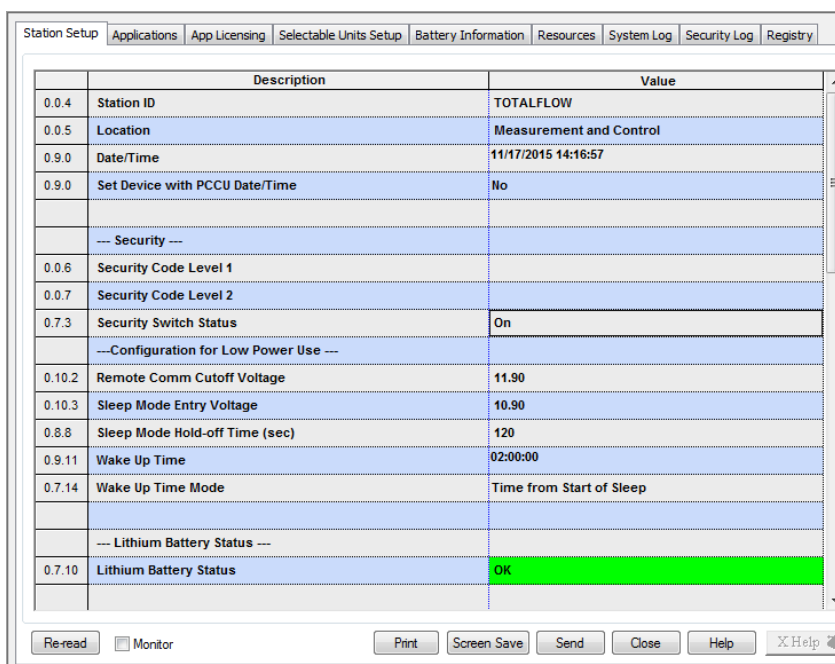 Station Setup Applications App Licensing Selectable Units Setup Battery Information Resources System Log Security Log Registry
Description Value
0.0.4 Station ID TOTALFLOW
0.0.5 Location Measurement and Control
0.9.0 Date/Time 11/17/2015 14:16:57
0.9.0 Set Device with PCCU Date/Time No
--- Security ---
0.0.6 Security Code Level 1
0.0.7 Security Code Level 2
0.7.3 Security Switch Status On
---Configuration for Low Power Use ---
0.10.2 Remote Comm Cutoff Voltage 11.90
0.10.3 Sleep Mode Entry Voltage 10.90
0.8.8 Sleep Mode Hold-off Time (sec) 120
0.9.11 Wake Up Time 02:00:00
0.7.14 Wake Up Time Mode Time from Start of Sleep
--- Lithium Battery Status ---
0.7.10 Lithium Battery Status OK
Re-read Monitor Print Screen Save Send Close Help X Help